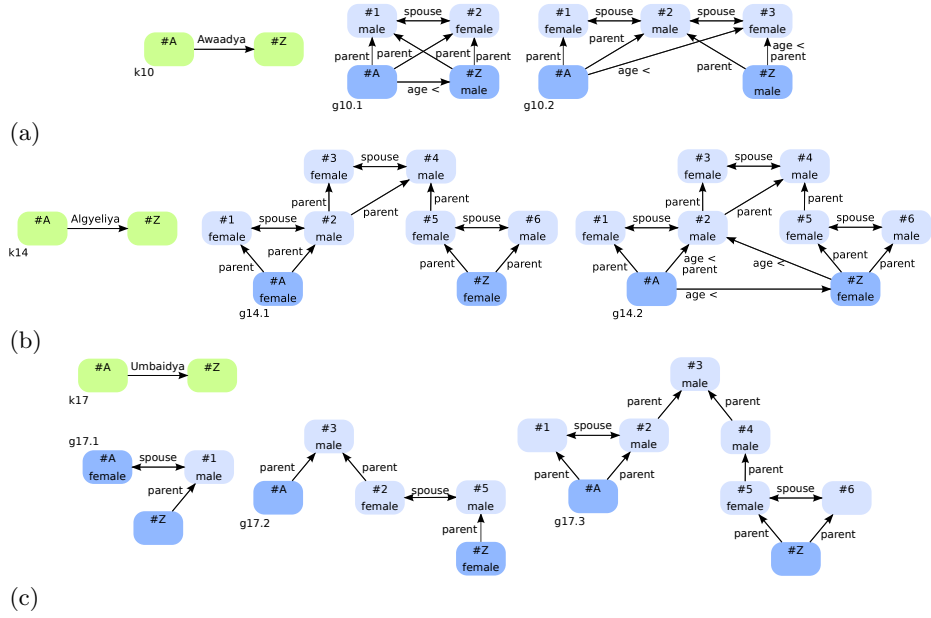 #A Awaadya #Z
k10
#1 male spouse #2 female
parent parent parent parent
#A age < #Z male
g10.1
#1 female spouse #2 male spouse #3 female
parent parent age < parent age < parent
#A #Z male
g10.2
(a)
#A Algyeliya #Z
k14
#3 female spouse #4 male
parent parent parent
#1 female spouse #2 male #5 female spouse #6 male
parent parent parent parent
#A female #Z female
g14.1
#3 female spouse #4 male
parent parent parent
#1 female spouse #2 male #5 female spouse #6 male
parent age < parent age < parent parent
#A age < #Z female
g14.2
(b)
#A Umbaidya #Z
k17
g17.1
#A female spouse #1 male
parent
#Z
#3 male
parent parent
#A #2 female spouse #5 male
g17.2
parent
#Z female
#3 male
parent parent
#1 spouse #2 male #4 male
parent parent parent
#A #5 female spouse #6
g17.3
parent parent
#Z
(c)